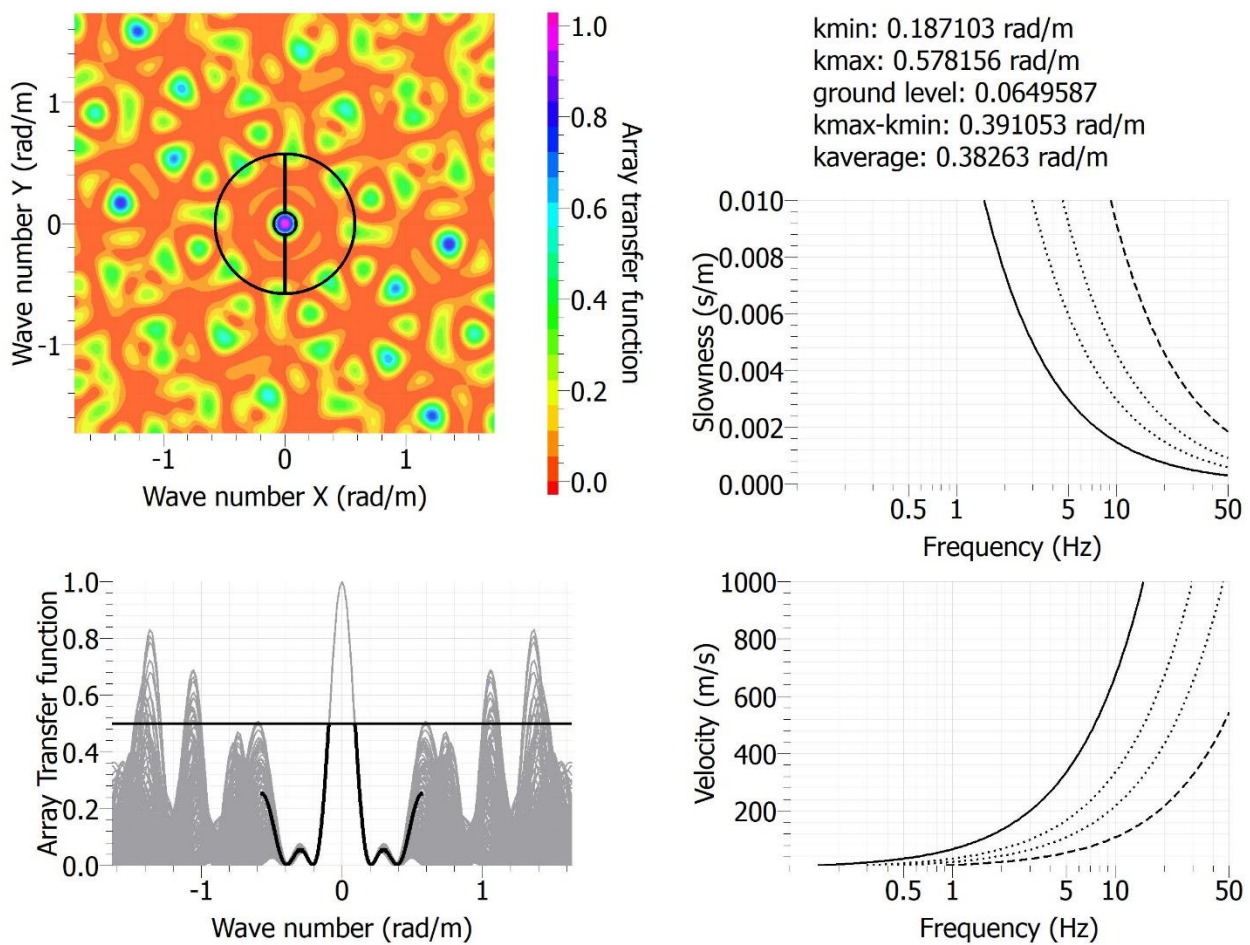 Wave number Y (rad/m)
1
0
-1
-1
0
1
Wave number X (rad/m)
1.0
0.8
0.6
0.4
0.2
0.0
Array transfer function
kmin: 0.187103 rad/m
kmax: 0.578156 rad/m
ground level: 0.0649587
kmax-kmin: 0.391053 rad/m
kaverage: 0.38263 rad/m
Slowness (s/m)
0.010
0.008
0.006
0.004
0.002
0.000
0.5 1 5 10 50
Frequency (Hz)
Array Transfer function
1.0
0.8
0.6
0.4
0.2
0.0
-1 0 1
Wave number (rad/m)
Velocity (m/s)
1000
800
600
400
200
0.5 1 5 10 50
Frequency (Hz)